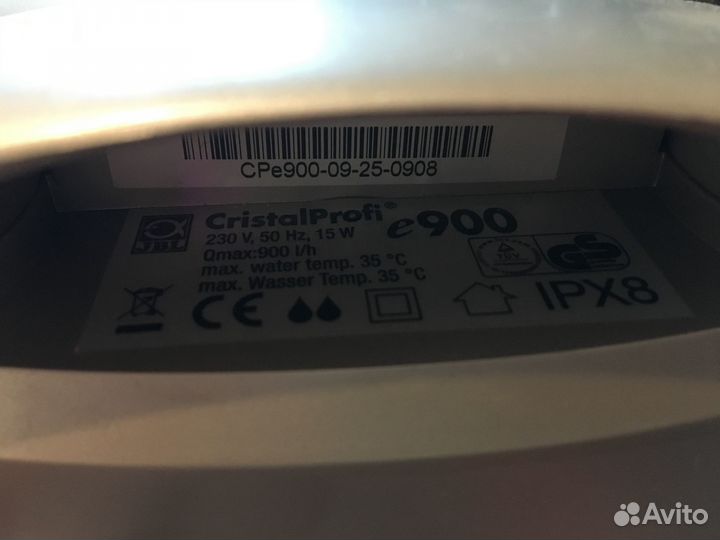 CPe900-09-25-0908
JBL
CristalProfi® e900
230 V, 50 Hz, 15 W
Qmax:900 l/h
max. water temp. 35 °C
max. Wasser Temp. 35 °C
TÜV
GS
CE
IPX8
Avito